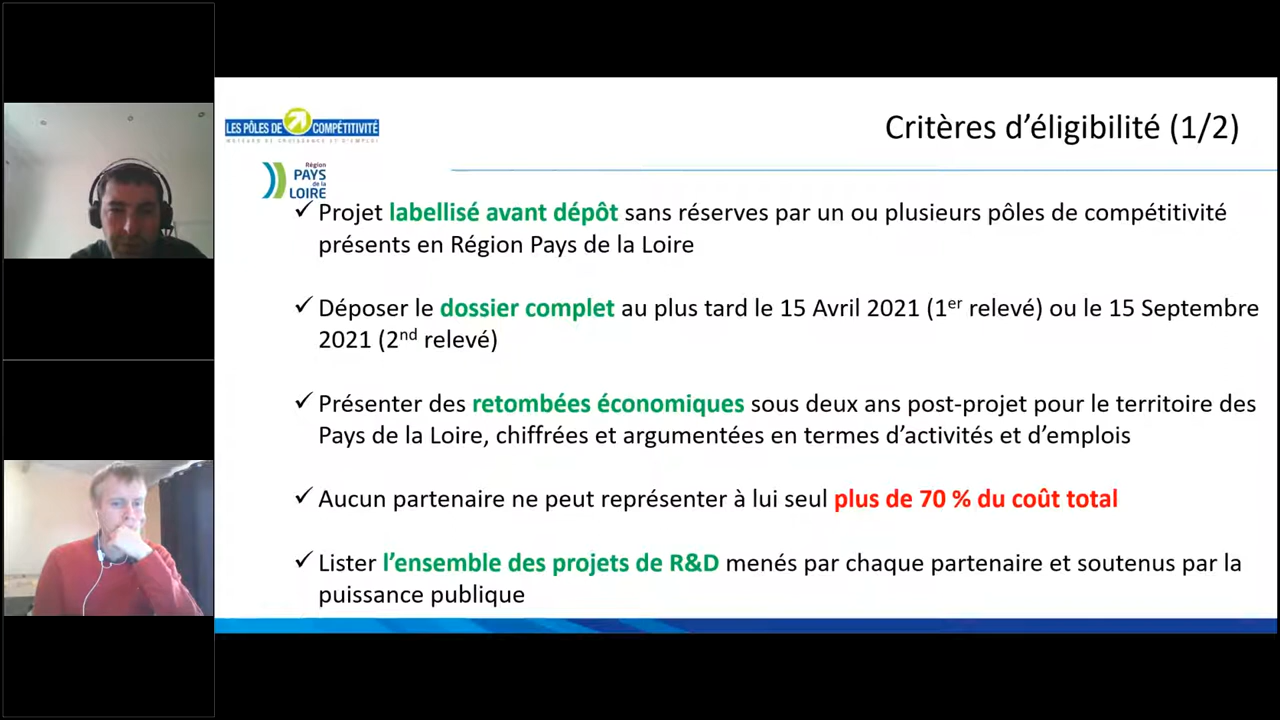 LES PÔLES DE COMPÉTITIVITÉ
MOTEURS DE CROISSANCE ET D'EMPLOI
Critères d'éligibilité (1/2)
Région
PAYS
de la
LOIRE
✓ Projet labellisé avant dépôt sans réserves par un ou plusieurs pôles de compétitivité
présents en Région Pays de la Loire
✓ Déposer le dossier complet au plus tard le 15 Avril 2021 (1er relevé) ou le 15 Septembre
2021 (2nd relevé)
✓ Présenter des retombées économiques sous deux ans post-projet pour le territoire des
Pays de la Loire, chiffrées et argumentées en termes d'activités et d'emplois
✓ Aucun partenaire ne peut représenter à lui seul plus de 70 % du coût total
✓ Lister l'ensemble des projets de R&D menés par chaque partenaire et soutenus par la
puissance publique